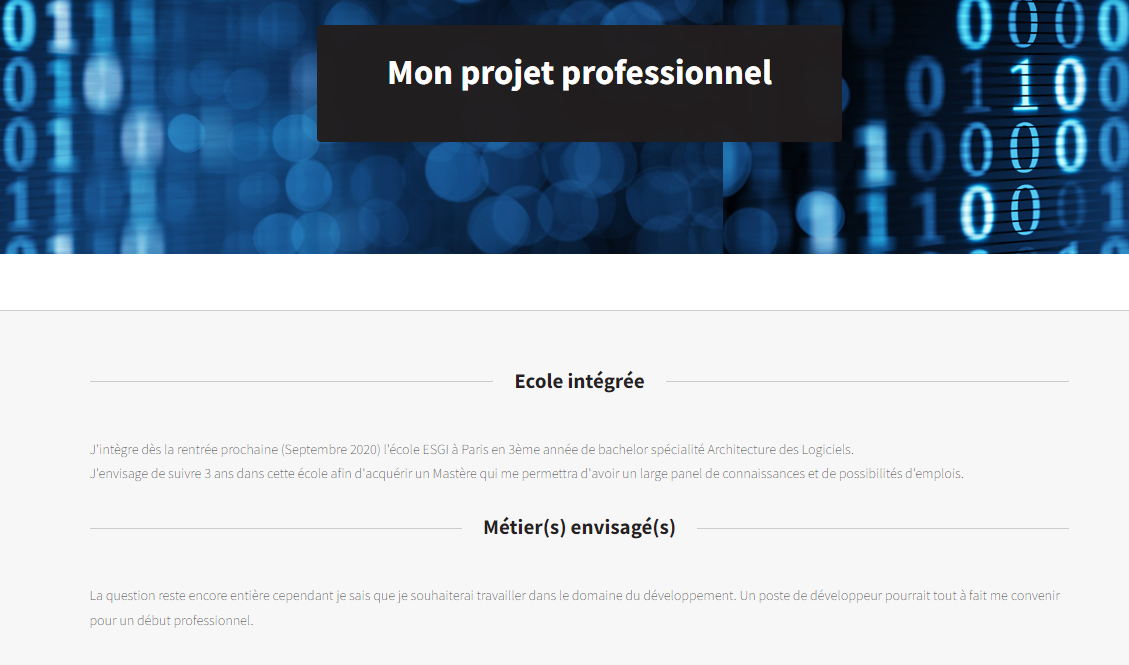 Mon projet professionnel
Ecole intégrée
J'intègre dès la rentrée prochaine (Septembre 2020) l'école ESGI à Paris en 3ème année de bachelor spécialité Architecture des Logiciels.
J'envisage de suivre 3 ans dans cette école afin d'acquérir un Mastère qui me permettra d'avoir un large panel de connaissances et de possibilités d'emplois.
Métier(s) envisagé(s)
La question reste encore entière cependant je sais que je souhaiterai travailler dans le domaine du développement. Un poste de développeur pourrait tout à fait me convenir
pour un début professionnel.